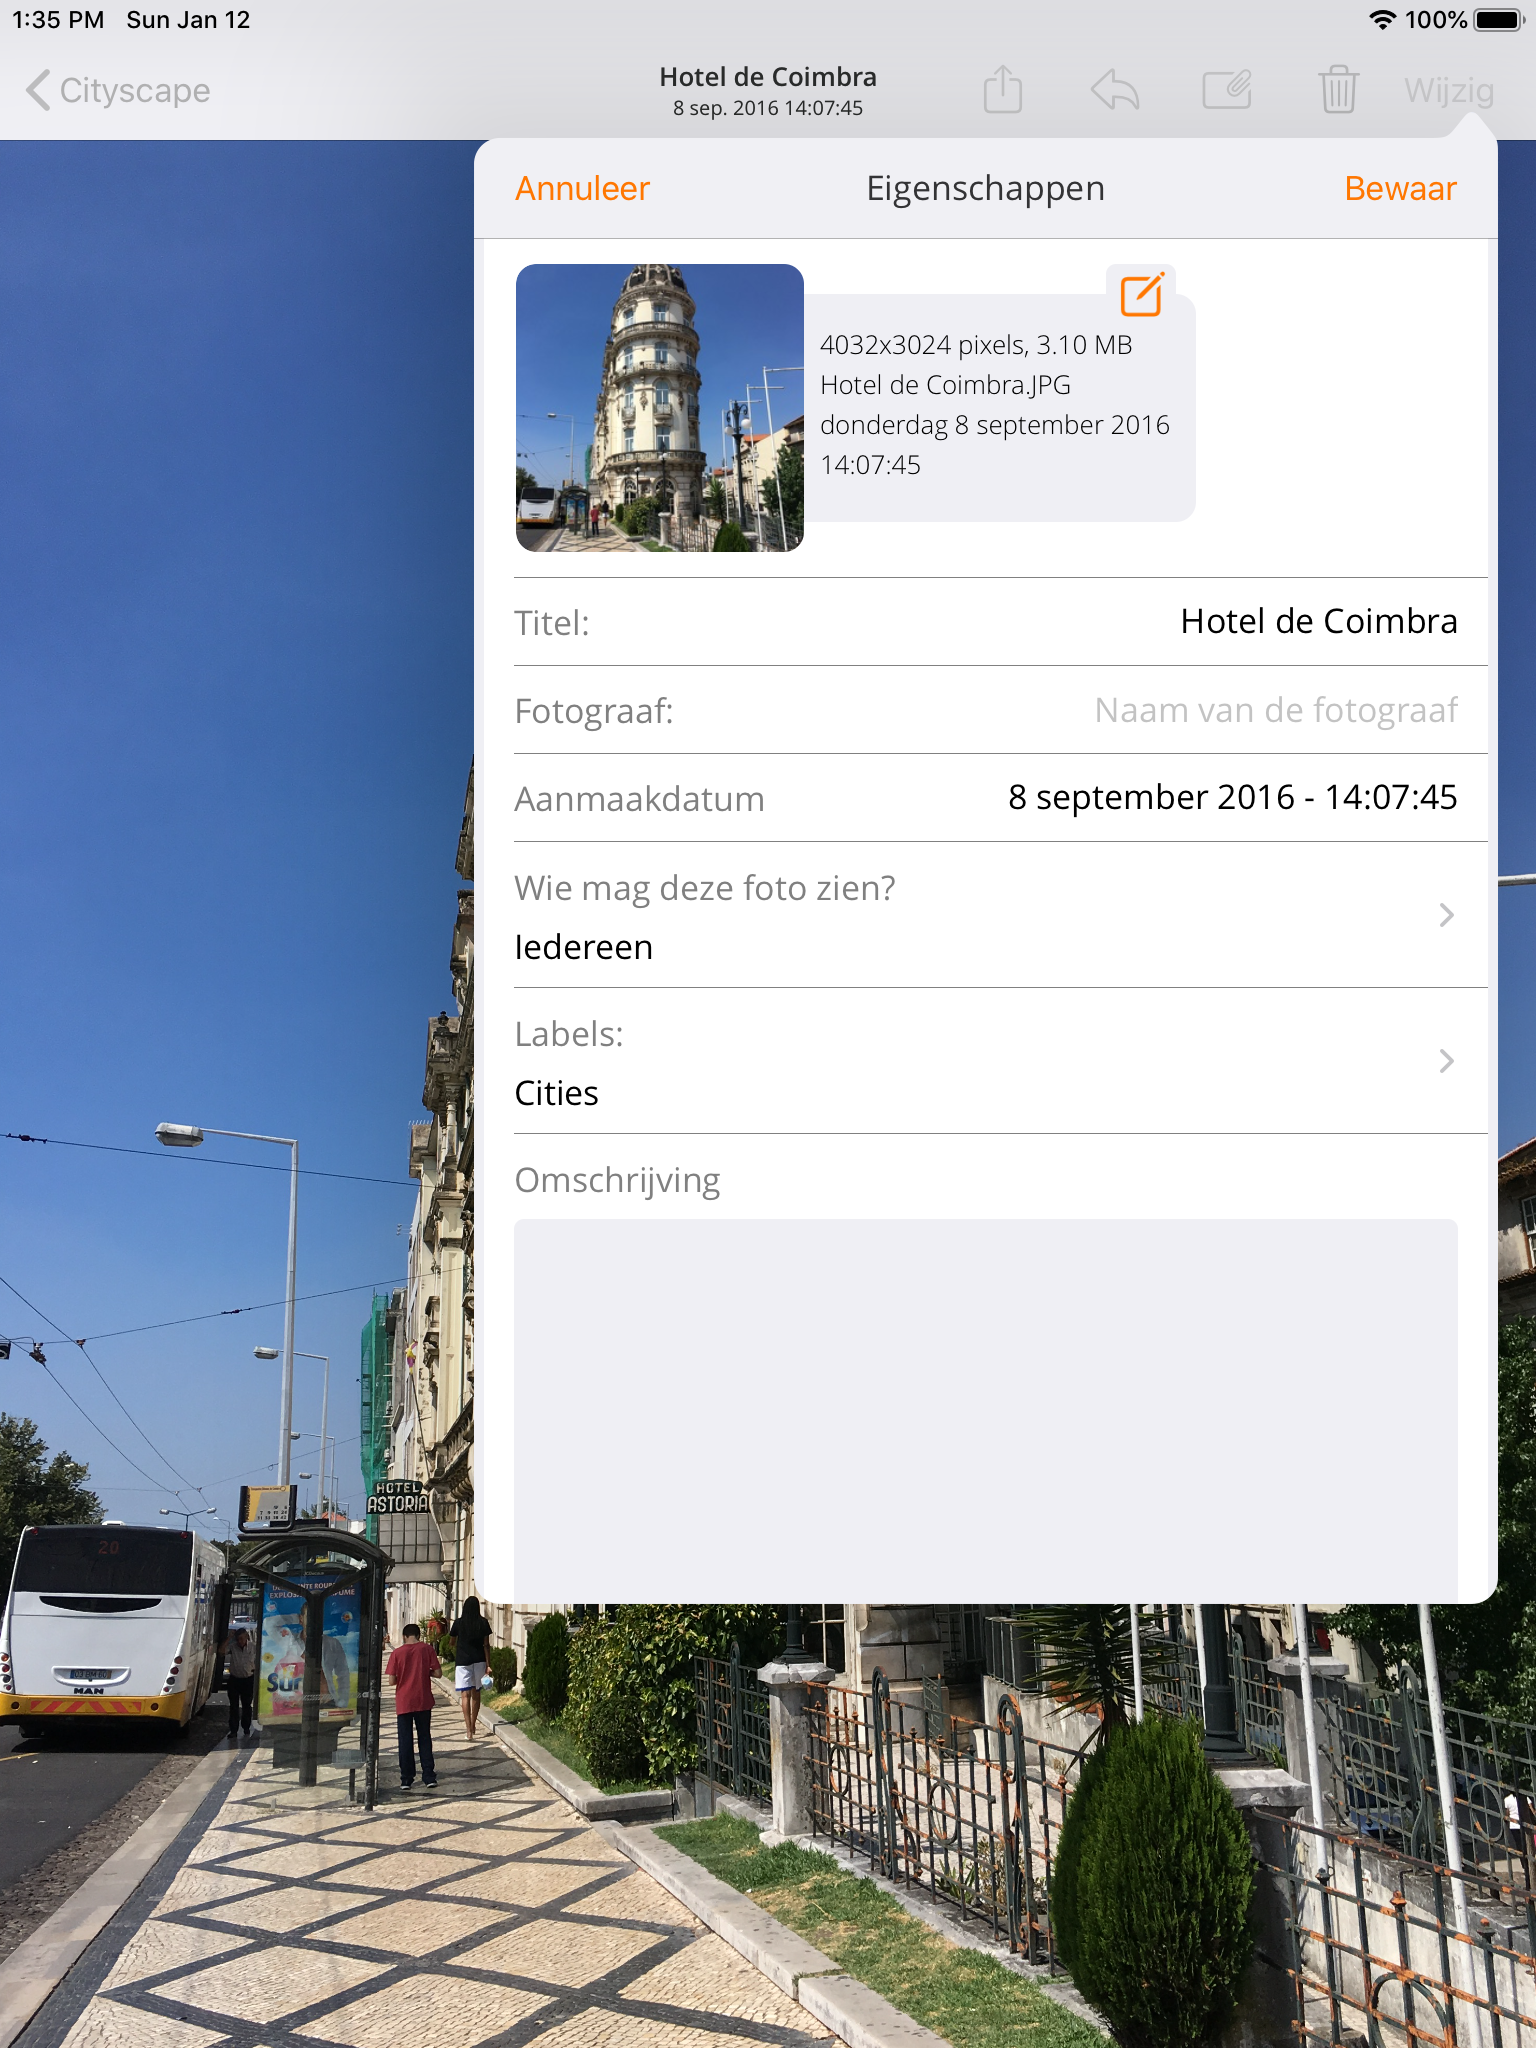 1:35 PM Sun Jan 12 100%
Cityscape
Hotel de Coimbra
8 sep. 2016 14:07:45
Wijzig
Annuleer Eigenschappen Bewaar
4032x3024 pixels, 3.10 MB
Hotel de Coimbra.JPG
donderdag 8 september 2016
14:07:45
Titel: Hotel de Coimbra
Fotograaf: Naam van de fotograaf
Aanmaakdatum 8 september 2016 - 14:07:45
Wie mag deze foto zien?
Iedereen
Labels:
Cities
Omschrijving
HOTEL
ASTORIA
20
MAN